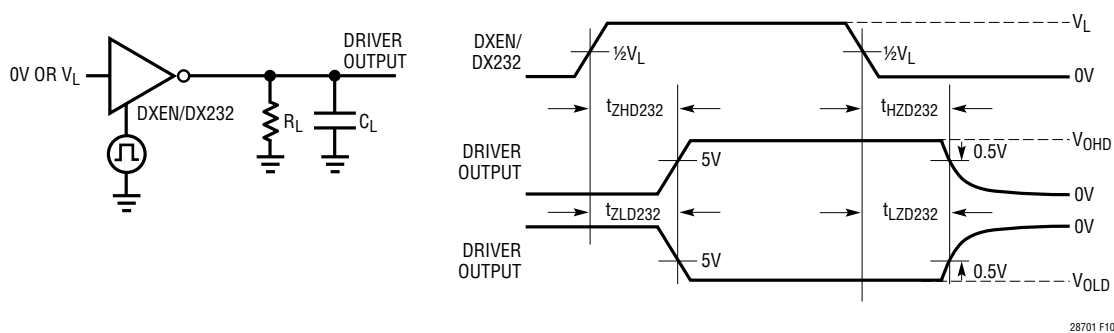 0V OR VL
DXEN/DX232
RL
CL
DRIVER
OUTPUT
DXEN/
DX232
½VL
½VL
VL
0V
tZHD232
tHZD232
DRIVER
OUTPUT
5V
VOHD
0.5V
0V
tZLD232
tLZD232
DRIVER
OUTPUT
5V
0V
0.5V
VOLD
28701 F10